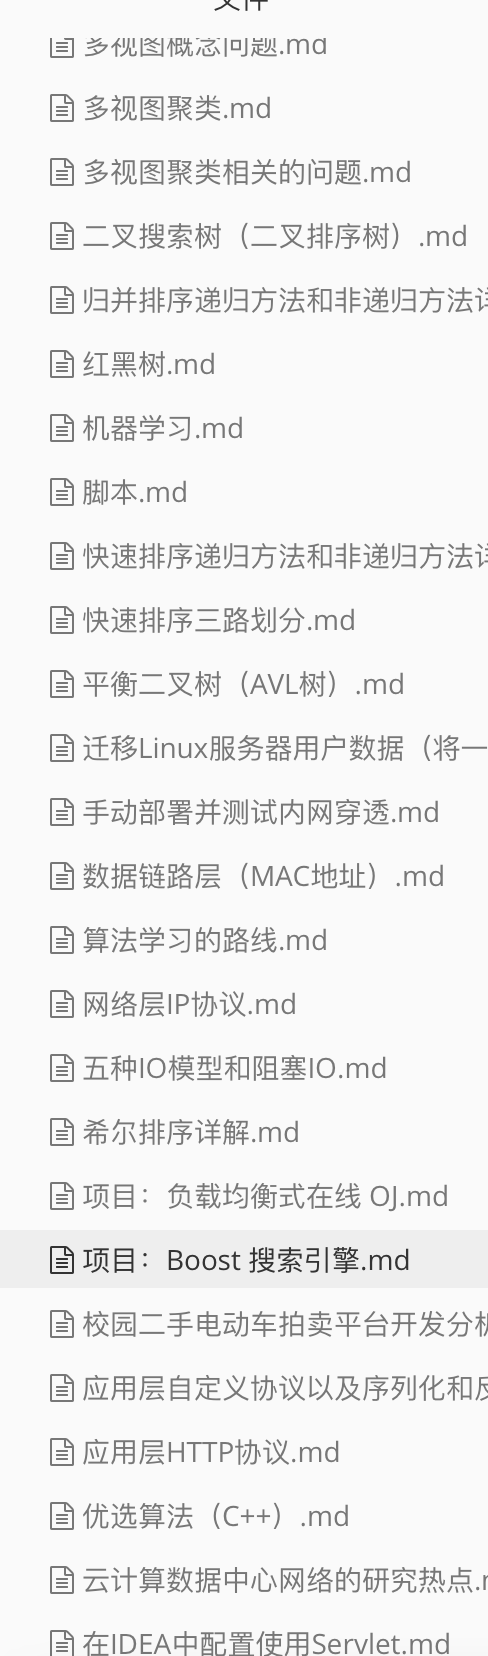 文件
多视图概念问题.md
多视图聚类.md
多视图聚类相关的问题.md
二叉搜索树（二叉排序树）.md
归并排序递归方法和非递归方法
红黑树.md
机器学习.md
脚本.md
快速排序递归方法和非递归方法
快速排序三路划分.md
平衡二叉树（AVL树）.md
迁移Linux服务器用户数据（将一
手动部署并测试内网穿透.md
数据链路层（MAC地址）.md
算法学习的路线.md
网络层IP协议.md
五种IO模型和阻塞IO.md
希尔排序详解.md
项目：负载均衡式在线 OJ.md
项目：Boost 搜索引擎.md
校园二手电动车拍卖平台开发分析
应用层自定义协议以及序列化和反
应用层HTTP协议.md
优选算法（C++）.md
云计算数据中心网络的研究热点.
在IDEA中配置使用Servlet.md